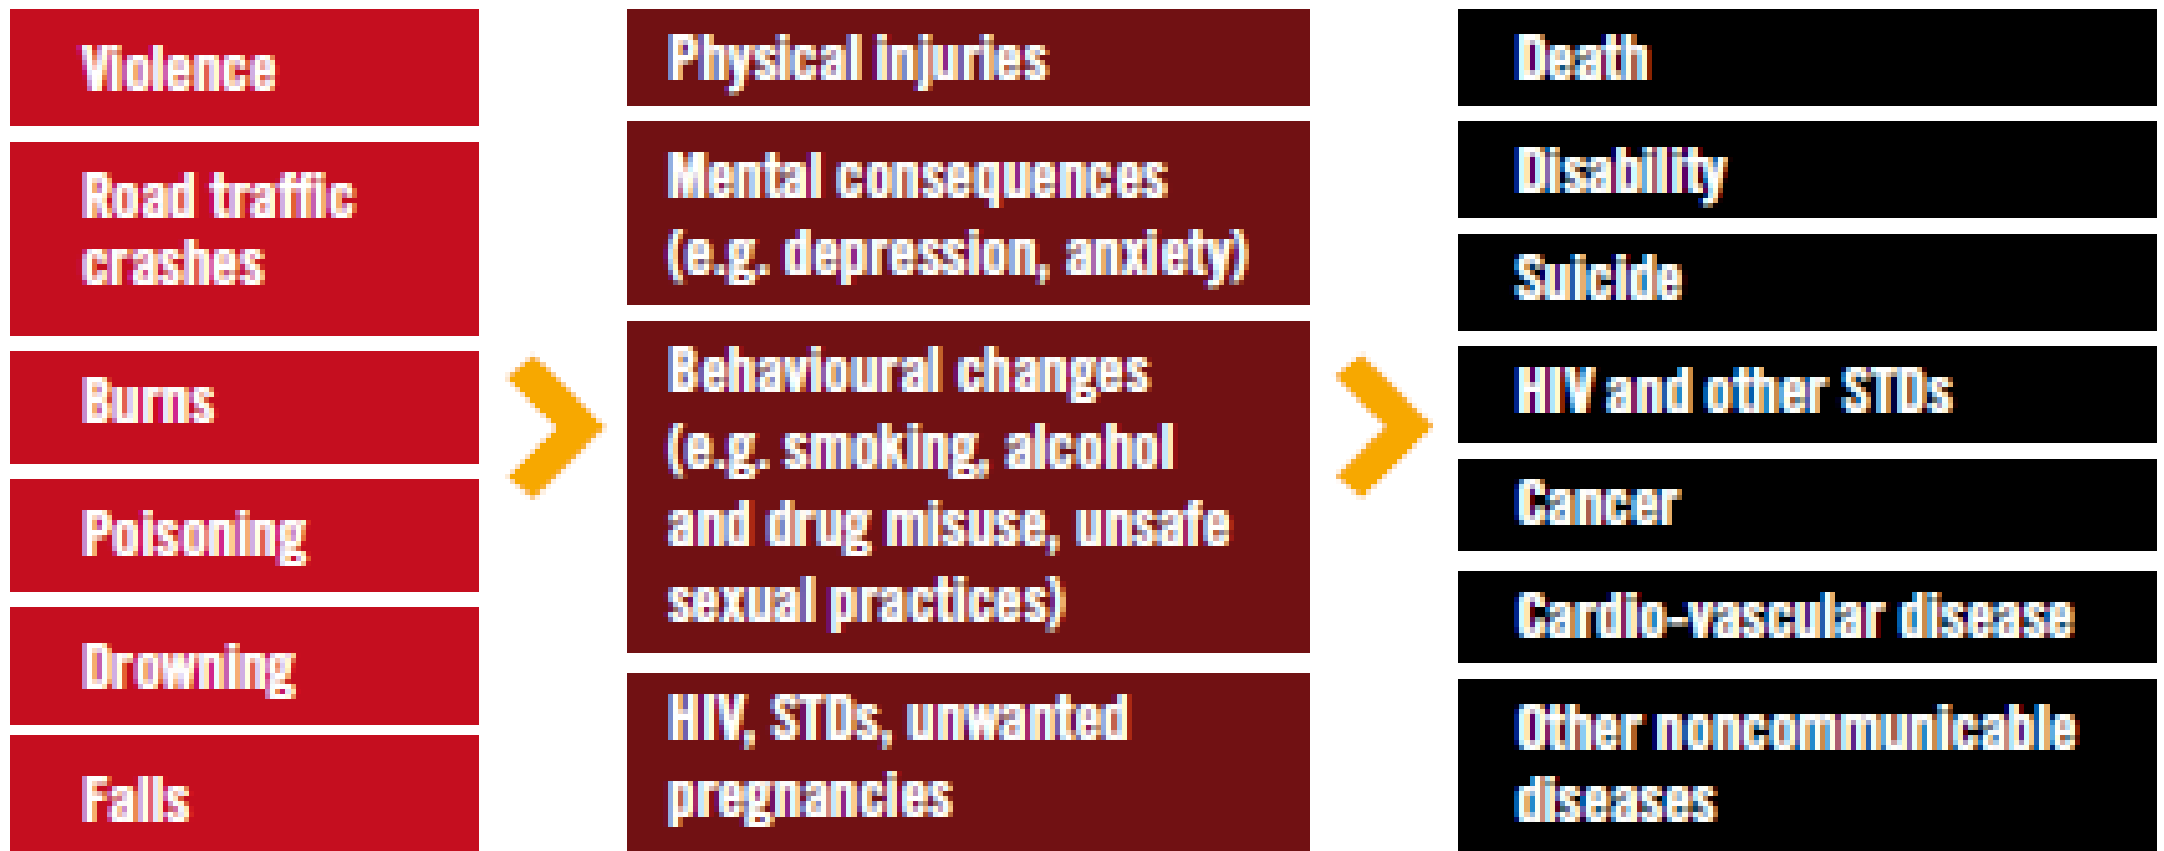 Violence
Road traffic
crashes
Burns
Poisoning
Drowning
Falls
Physical injuries
Mental consequences
(e.g. depression, anxiety)
Behavioural changes
(e.g. smoking, alcohol
and drug misuse, unsafe
sexual practices)
HIV, STDs, unwanted
pregnancies
Death
Disability
Suicide
HIV and other STDs
Cancer
Cardio-vascular disease
Other noncommunicable
diseases